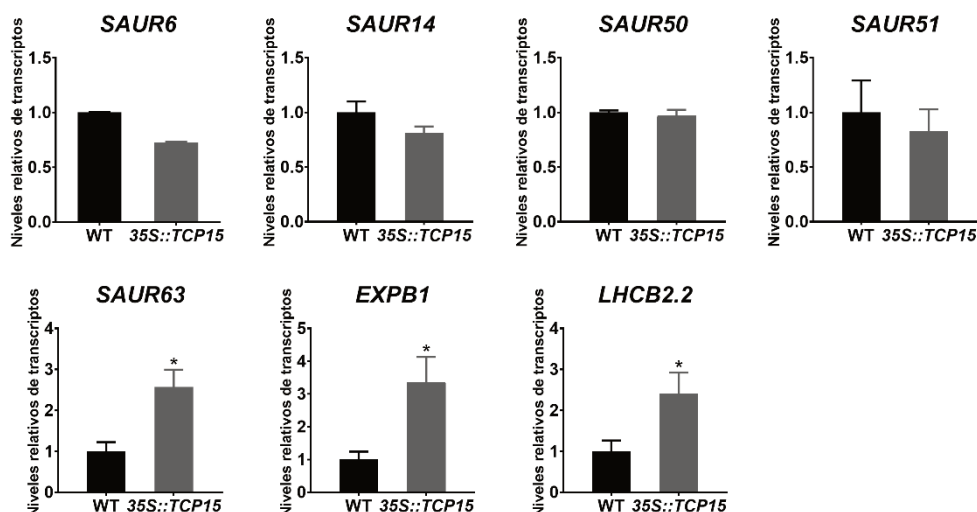 SAUR6
Niveles relativos de transcriptos
1.5
1.0
0.5
0.0
WT 35S::TCP15
SAUR14
Niveles relativos de transcriptos
1.5
1.0
0.5
0.0
WT 35S::TCP15
SAUR50
Niveles relativos de transcriptos
1.5
1.0
0.5
0.0
WT 35S::TCP15
SAUR51
Niveles relativos de transcriptos
1.5
1.0
0.5
0.0
WT 35S::TCP15
SAUR63
Niveles relativos de transcriptos
4
3
2
1
0
*
WT 35S::TCP15
EXPB1
Niveles relativos de transcriptos
5
4
3
2
1
0
*
WT 35S::TCP15
LHCB2.2
Niveles relativos de transcriptos
4
3
2
1
0
*
WT 35S::TCP15